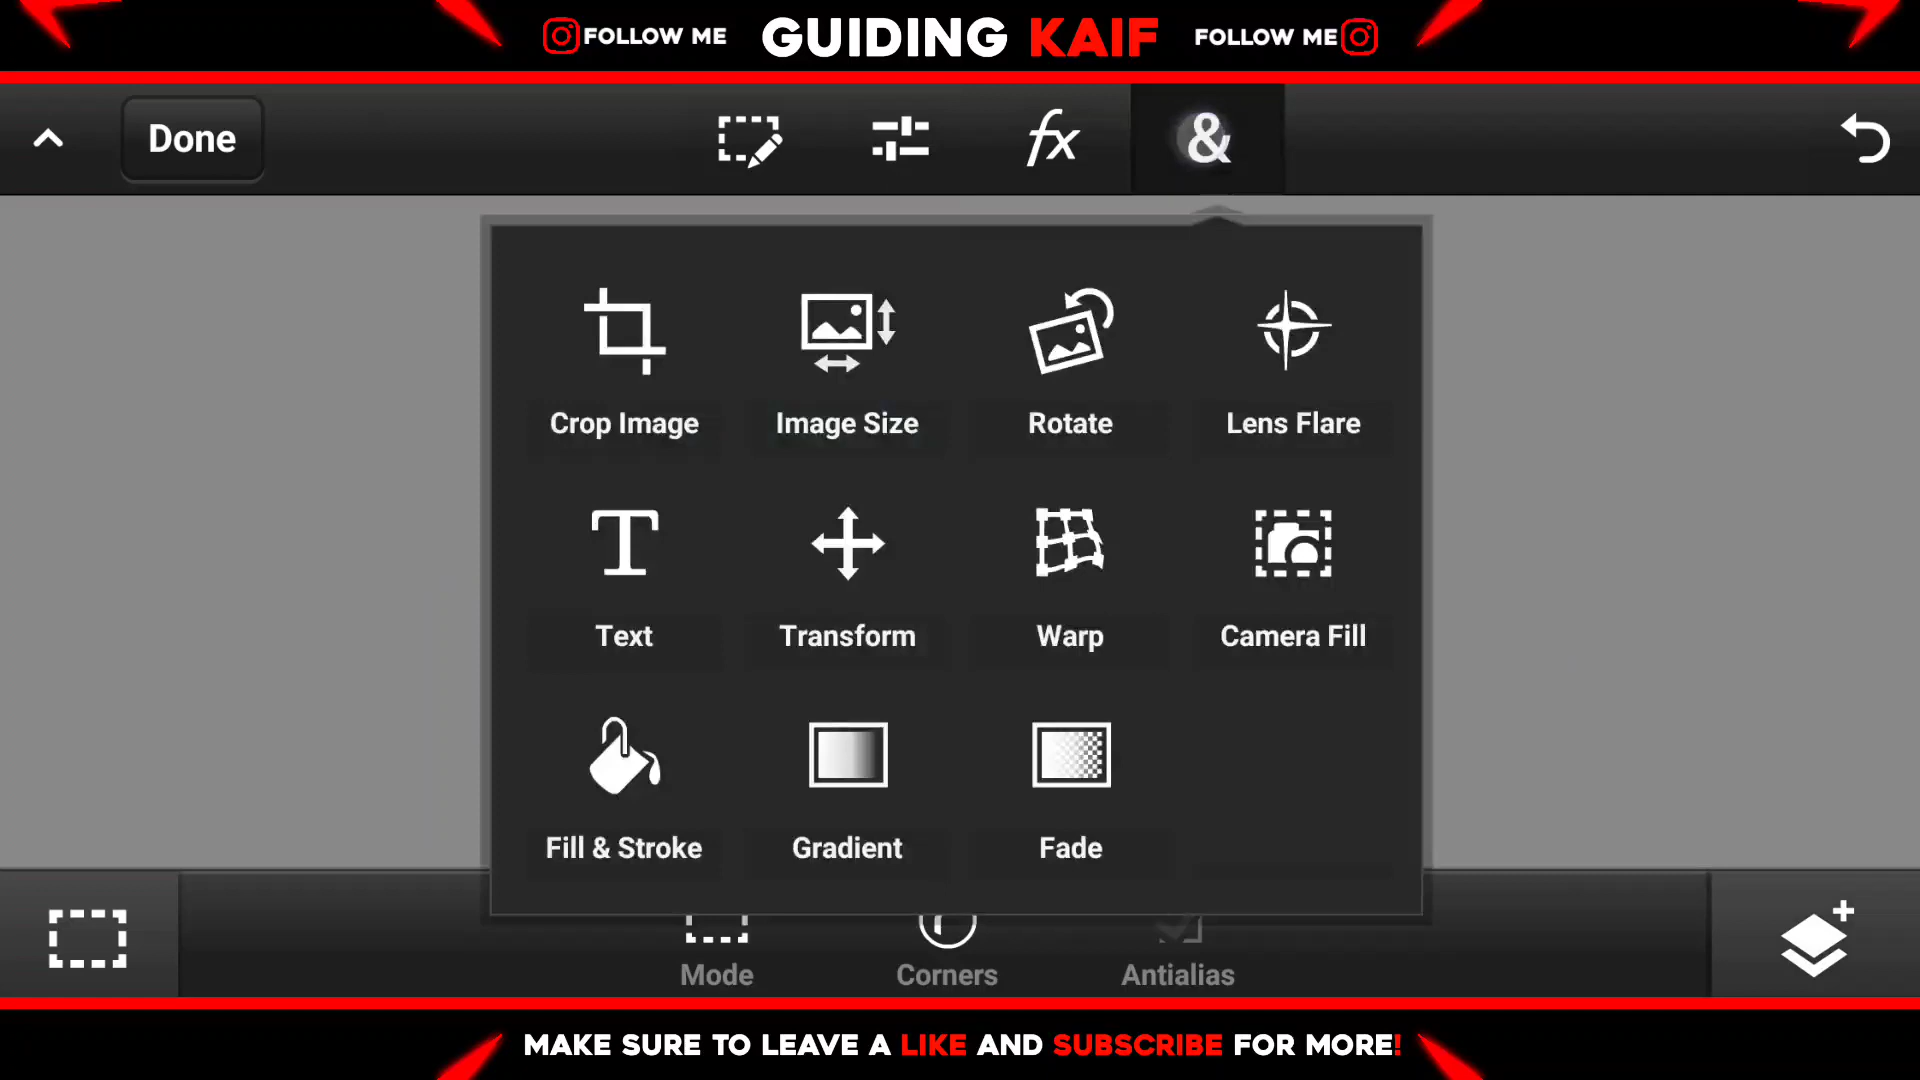 FOLLOW ME GUIDING KAIF FOLLOW ME
Done fx &
Crop Image Image Size Rotate Lens Flare
Text Transform Warp Camera Fill
Fill & Stroke Gradient Fade
Mode Corners Antialias
MAKE SURE TO LEAVE A LIKE AND SUBSCRIBE FOR MORE!